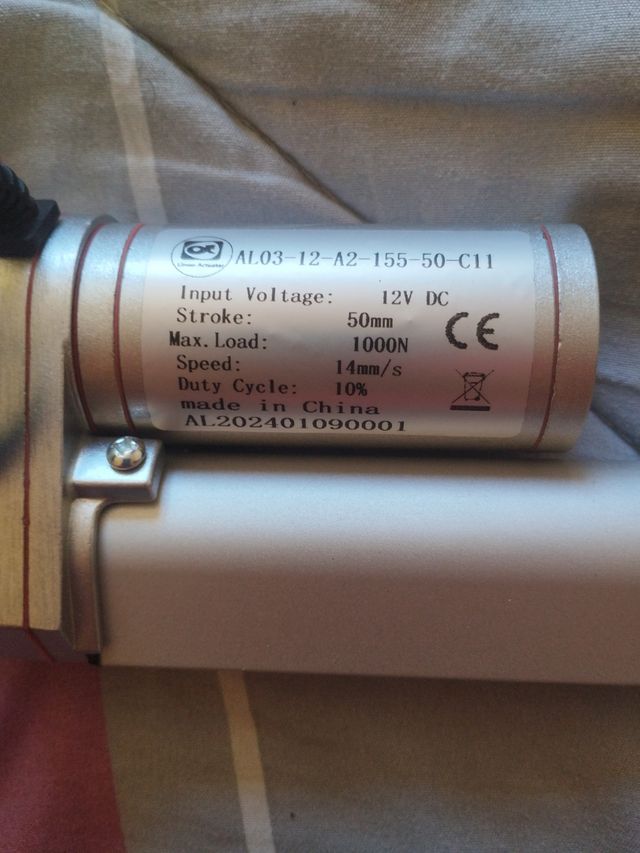 AL03-12-A2-155-50-C11
Input Voltage: 12V DC
Stroke: 50mm
Max.Load: 1000N
Speed: 14mm/s
Duty Cycle: 10%
made in China
AL202401090001
CE